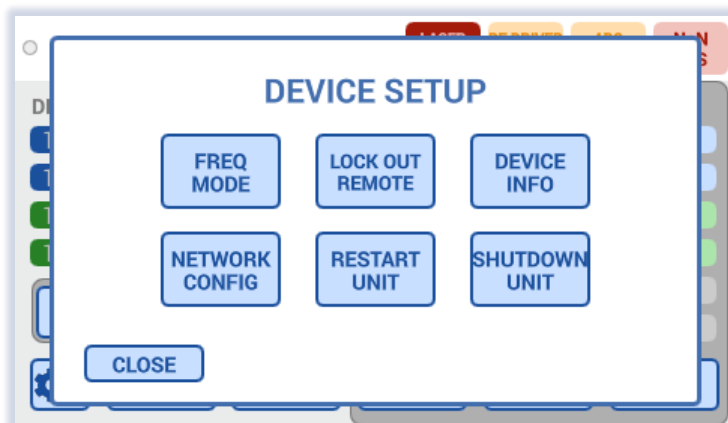 DEVICE SETUP
FREQ
MODE
LOCK OUT
REMOTE
DEVICE
INFO
NETWORK
CONFIG
RESTART
UNIT
SHUTDOWN
UNIT
CLOSE